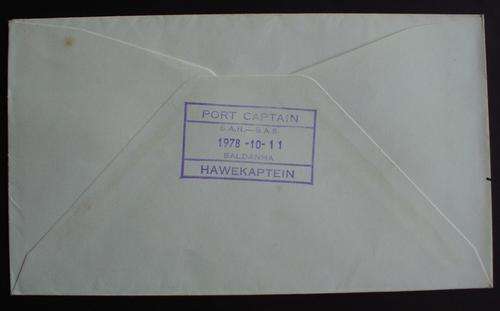 PORT CAPTAIN
S.A.R.—S.A.S.
1978 -10- 11
SALDANHA
HAWEKAPTEIN